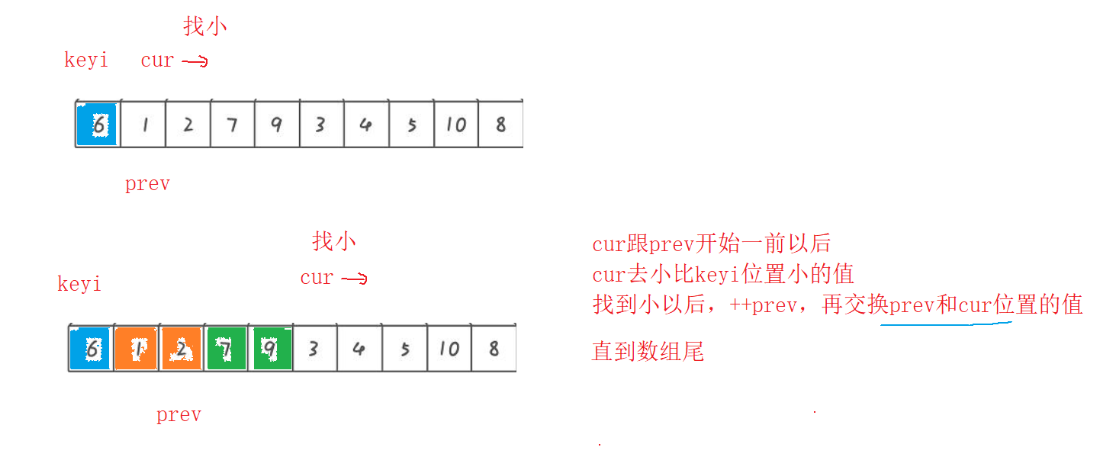 找小
keyi cur
6 1 2 7 9 3 4 5 10 8
prev
找小
cur
keyi
6 1 2 7 9 3 4 5 10 8
prev
cur跟prev开始一前以后
cur去小比keyi位置小的值
找到小以后，++prev，再交换prev和cur位置的值
直到数组尾